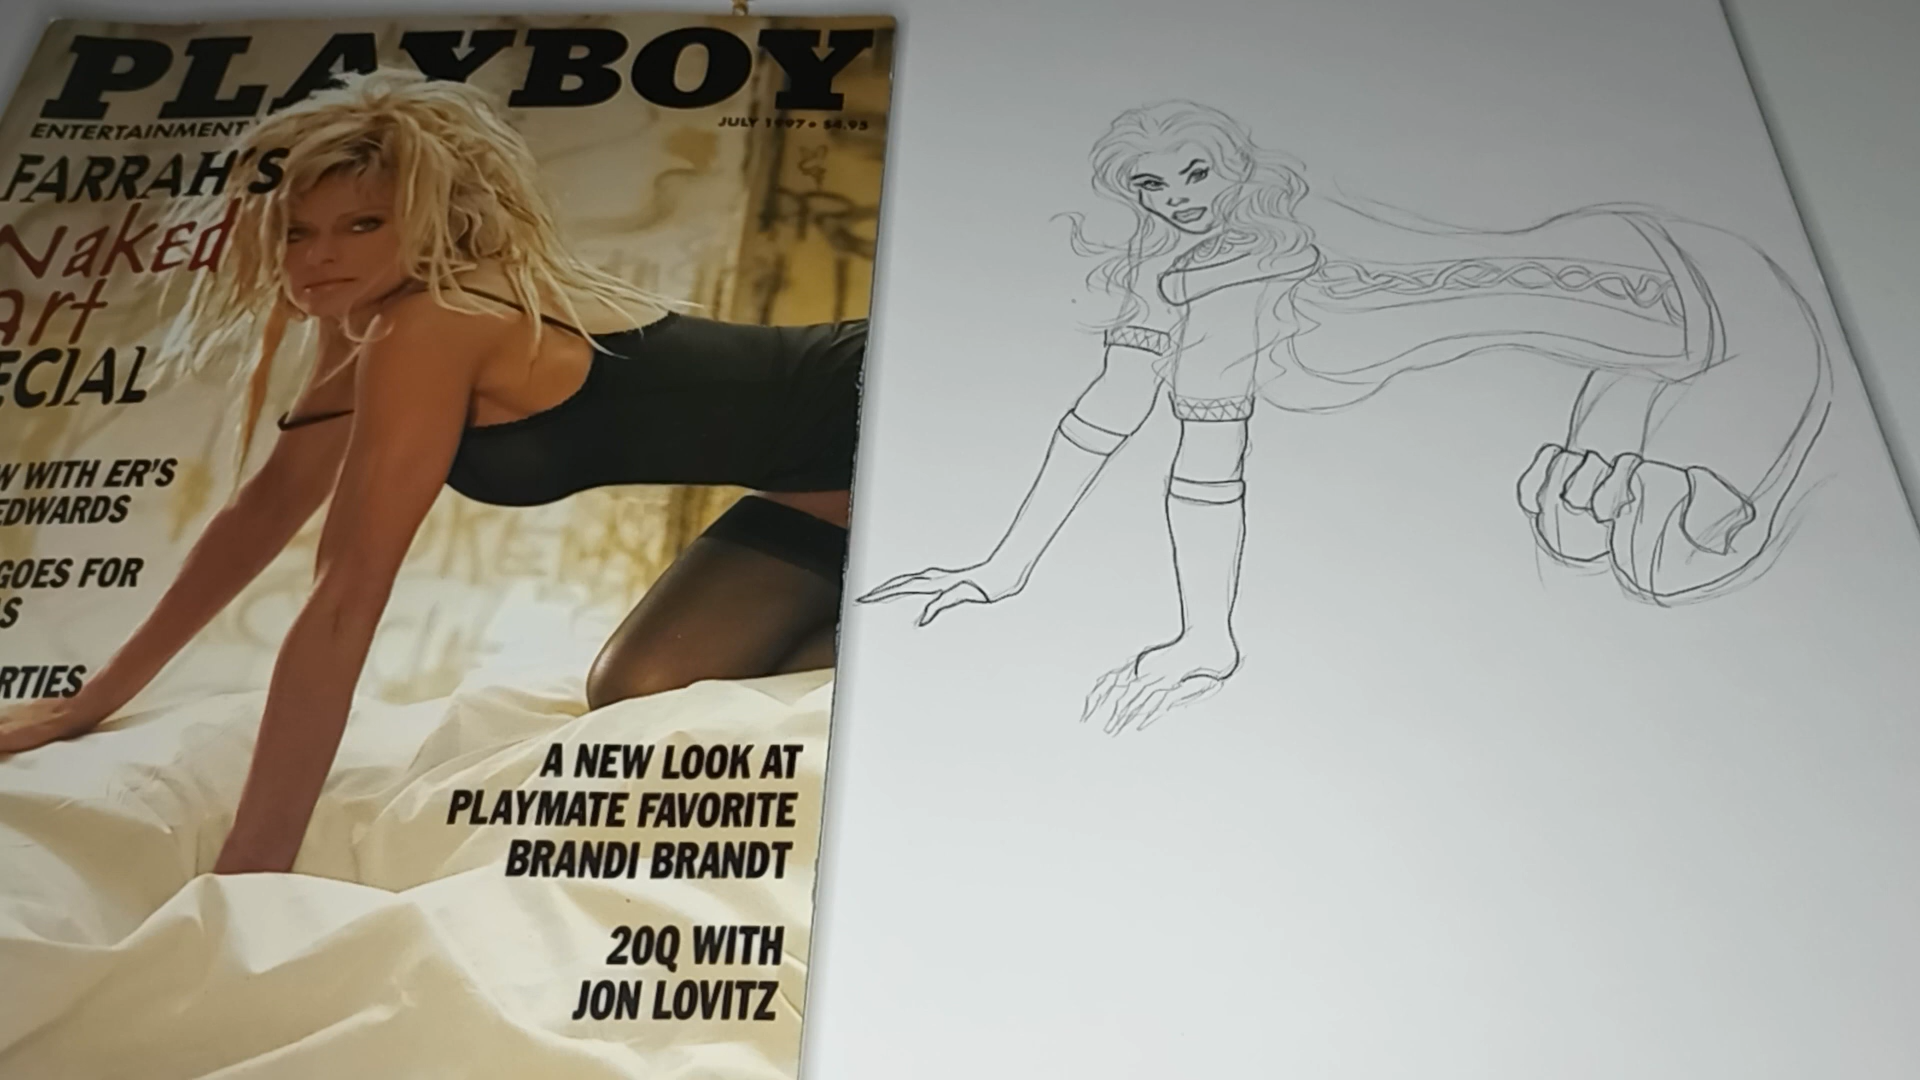 PLAYBOY
ENTERTAINMENT
JULY 1997 • $4.95
FARRAH'S
Naked
art
ECIAL
W WITH ER'S
EDWARDS
GOES FOR
S
RTIES
A NEW LOOK AT
PLAYMATE FAVORITE
BRANDI BRANDT
20Q WITH
JON LOVITZ